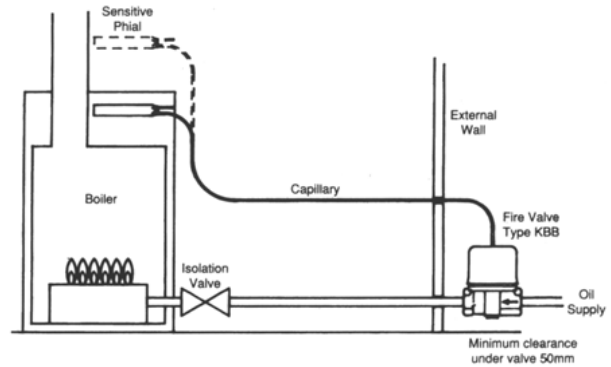 Sensitive
Phial
External
Wall
Boiler
Capillary
Fire Valve
Type KBB
Isolation
Valve
Oil
Supply
Minimum clearance
under valve 50mm